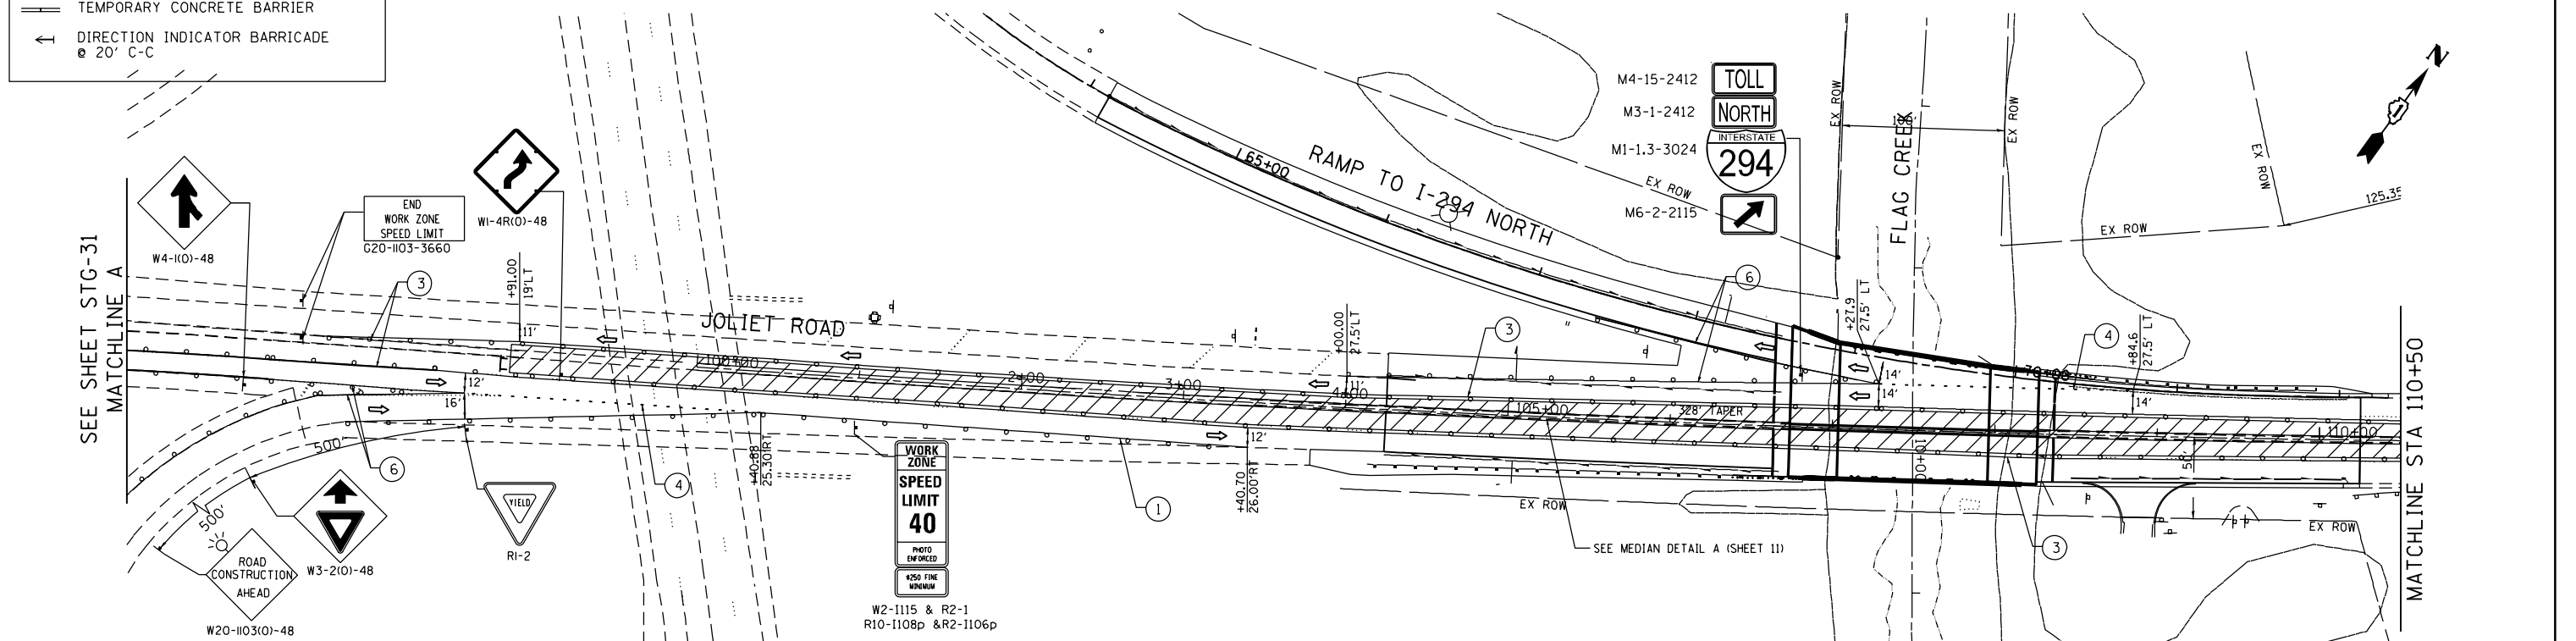 TEMPORARY CONCRETE BARRIER
DIRECTION INDICATOR BARRICADE
@ 20' C-C
SEE SHEET STG-31
MATCHLINE A
W4-1(O)-48
END
WORK ZONE
SPEED LIMIT
G20-I103-3660
W1-4R(O)-48
3
+91.00
19'LT
11'
JOLIET ROAD
100+00
2+00
3+00
4+00
105+00
328' TAPER
110+00
12'
16'
500'
500'
6
ROAD
CONSTRUCTION
AHEAD
W20-I103(O)-48
W3-2(O)-48
YIELD
R1-2
4
+40.88
25.30'RT
WORK
ZONE
SPEED
LIMIT
40
PHOTO
ENFORCED
$250 FINE
MINIMUM
W2-I115 & R2-1
R10-I108p &R2-I106p
1
12'
+40.70
26.00'RT
+00.00
27.5'LT
11'
3
65+00
RAMP TO I-294 NORTH
M4-15-2412
TOLL
M3-1-2412
NORTH
M1-1.3-3024
INTERSTATE
294
M6-2-2115
EX ROW
6
EX ROW
FLAG CREEK
EX ROW
+27.9
27.5' LT
14'
14'
70+00
10+00
4
+84.6
27.5' LT
14'
50'
EX ROW
EX ROW
125.35
N
EX ROW
SEE MEDIAN DETAIL A (SHEET 11)
3
EX ROW
MATCHLINE STA 110+50